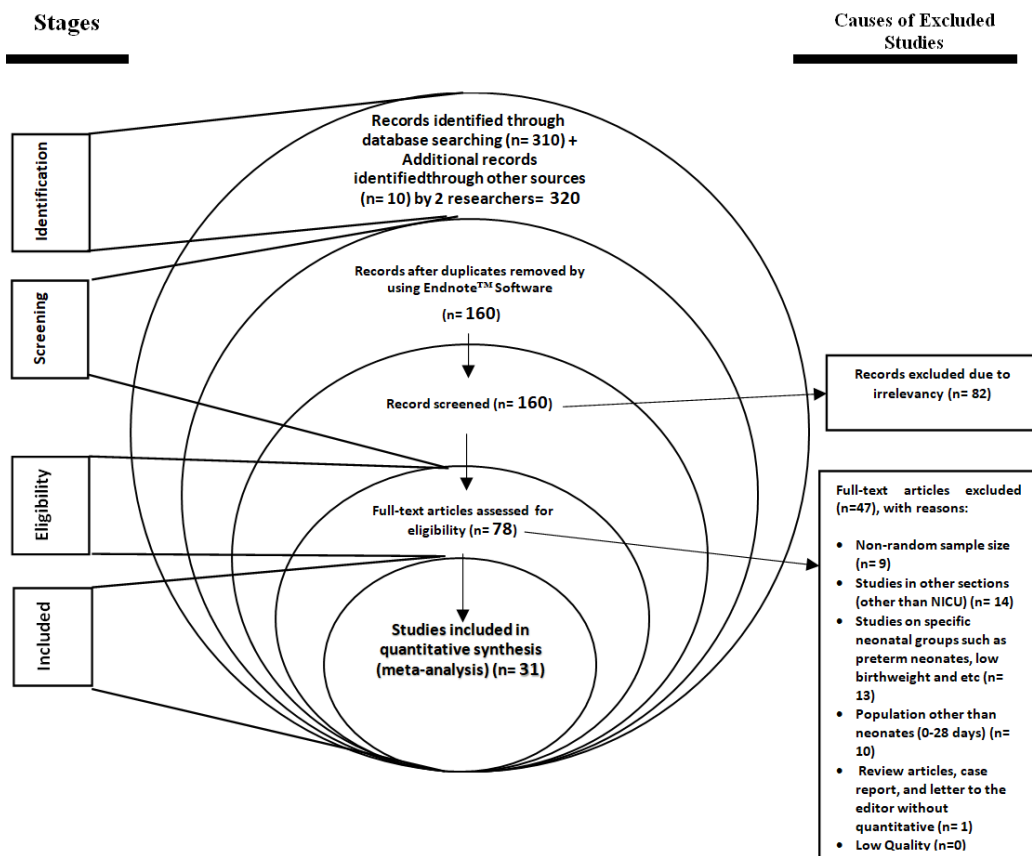 Stages
Causes of Excluded
Studies
Identification
Records identified through
database searching (n= 310) +
Additional records
identifiedthrough other sources
(n= 10) by 2 researchers= 320
Screening
Records after duplicates removed by
using Endnote™ Software
(n= 160)
Record screened (n= 160)
Records excluded due to
irrelevancy (n= 82)
Eligibility
Full-text articles assessed for
eligibility (n= 78)
Full-text articles excluded
(n=47), with reasons:
• Non-random sample size
(n= 9)
• Studies in other sections
(other than NICU) (n= 14)
• Studies on specific
neonatal groups such as
preterm neonates, low
birthweight and etc (n=
13)
• Population other than
neonates (0-28 days) (n=
10)
• Review articles, case
report, and letter to the
editor without
quantitative (n= 1)
• Low Quality (n=0)
Included
Studies included in
quantitative synthesis
(meta-analysis) (n= 31)